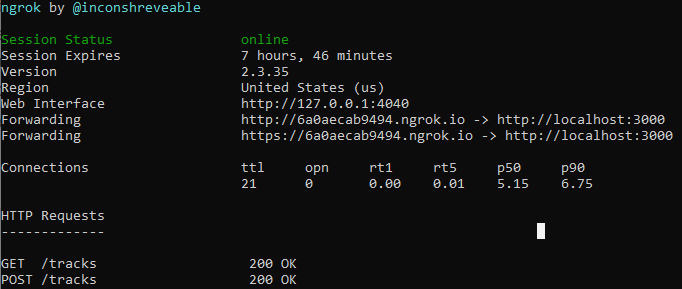 ngrok by @inconshreveable
Session Status online
Session Expires 7 hours, 46 minutes
Version 2.3.35
Region United States (us)
Web Interface http://127.0.0.1:4040
Forwarding http://6a0aecab9494.ngrok.io -> http://localhost:3000
Forwarding https://6a0aecab9494.ngrok.io -> http://localhost:3000
Connections ttl opn rt1 rt5 p50 p90
21 0 0.00 0.01 5.15 6.75
HTTP Requests
-------------
GET /tracks 200 OK
POST /tracks 200 OK